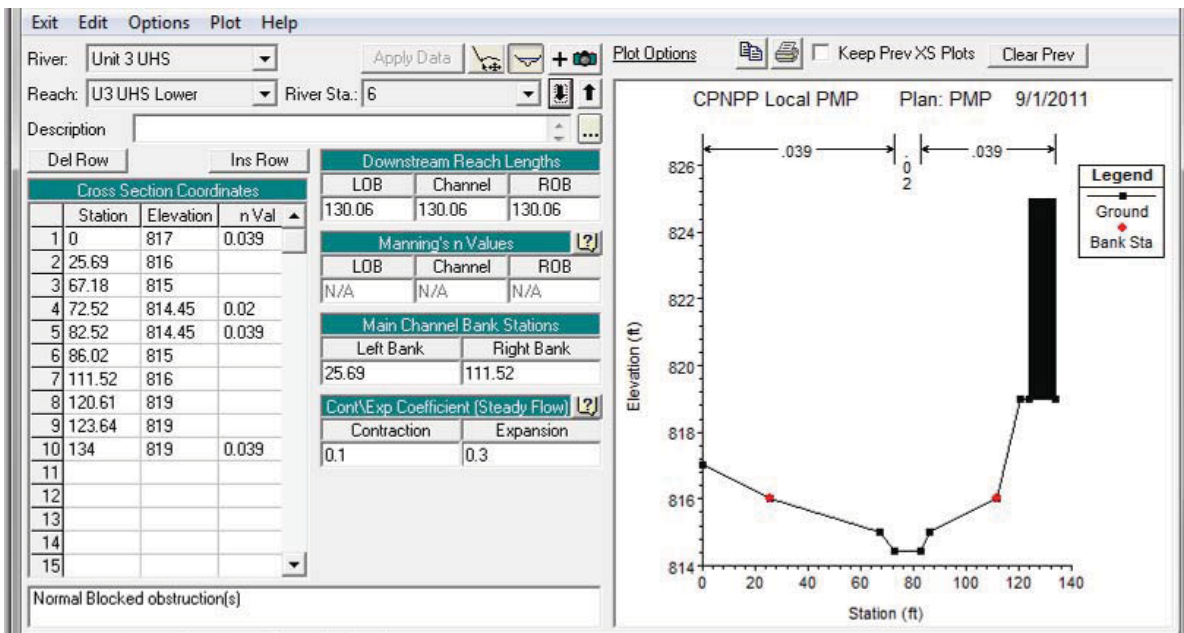 Exit Edit Options Plot Help
River: Unit 3 UHS Apply Data + Plot Options Keep Prev XS Plots Clear Prev
Reach: U3 UHS Lower River Sta.: 6
Description ...
Del Row Ins Row
Downstream Reach Lengths
LOB Channel ROB
130.06 130.06 130.06
Manning's n Values
LOB Channel ROB
N/A N/A N/A
Main Channel Bank Stations
Left Bank Right Bank
25.69 111.52
Cont\Exp Coefficient (Steady Flow)
Contraction Expansion
0.1 0.3
Cross Section Coordinates
Station Elevation n Val
1 0 817 0.039
2 25.69 816
3 67.18 815
4 72.52 814.45 0.02
5 82.52 814.45 0.039
6 86.02 815
7 111.52 816
8 120.61 819
9 123.64 819
10 134 819 0.039
11
12
13
14
15
Normal Blocked obstruction(s)
CPNPP Local PMP Plan: PMP 9/1/2011
.039 .02 .039
Legend
Ground
Bank Sta
Elevation (ft)
826
824
822
820
818
816
814
0 20 40 60 80 100 120 140
Station (ft)